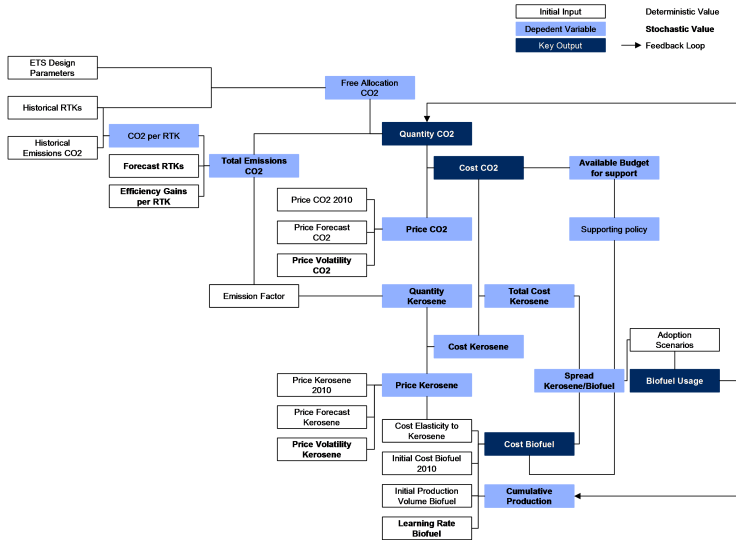 Initial Input
Deterministic Value
Depedent Variable
Stochastic Value
Key Output
Feedback Loop
ETS Design
Parameters
Free Allocation
CO2
Historical RTKs
Historical
Emissions CO2
CO2 per RTK
Quantity CO2
Forecast RTKs
Total Emissions
CO2
Cost CO2
Available Budget
for support
Efficiency Gains
per RTK
Price CO2 2010
Price Forecast
CO2
Price CO2
Supporting policy
Price Volatility
CO2
Emission Factor
Quantity
Kerosene
Total Cost
Kerosene
Cost Kerosene
Adoption
Scenarios
Price Kerosene
2010
Price Kerosene
Spread
Kerosene/Biofuel
Biofuel Usage
Price Forecast
Kerosene
Cost Elasticity to
Kerosene
Price Volatility
Kerosene
Cost Biofuel
Initial Cost Biofuel
2010
Initial Production
Volume Biofuel
Cumulative
Production
Learning Rate
Biofuel